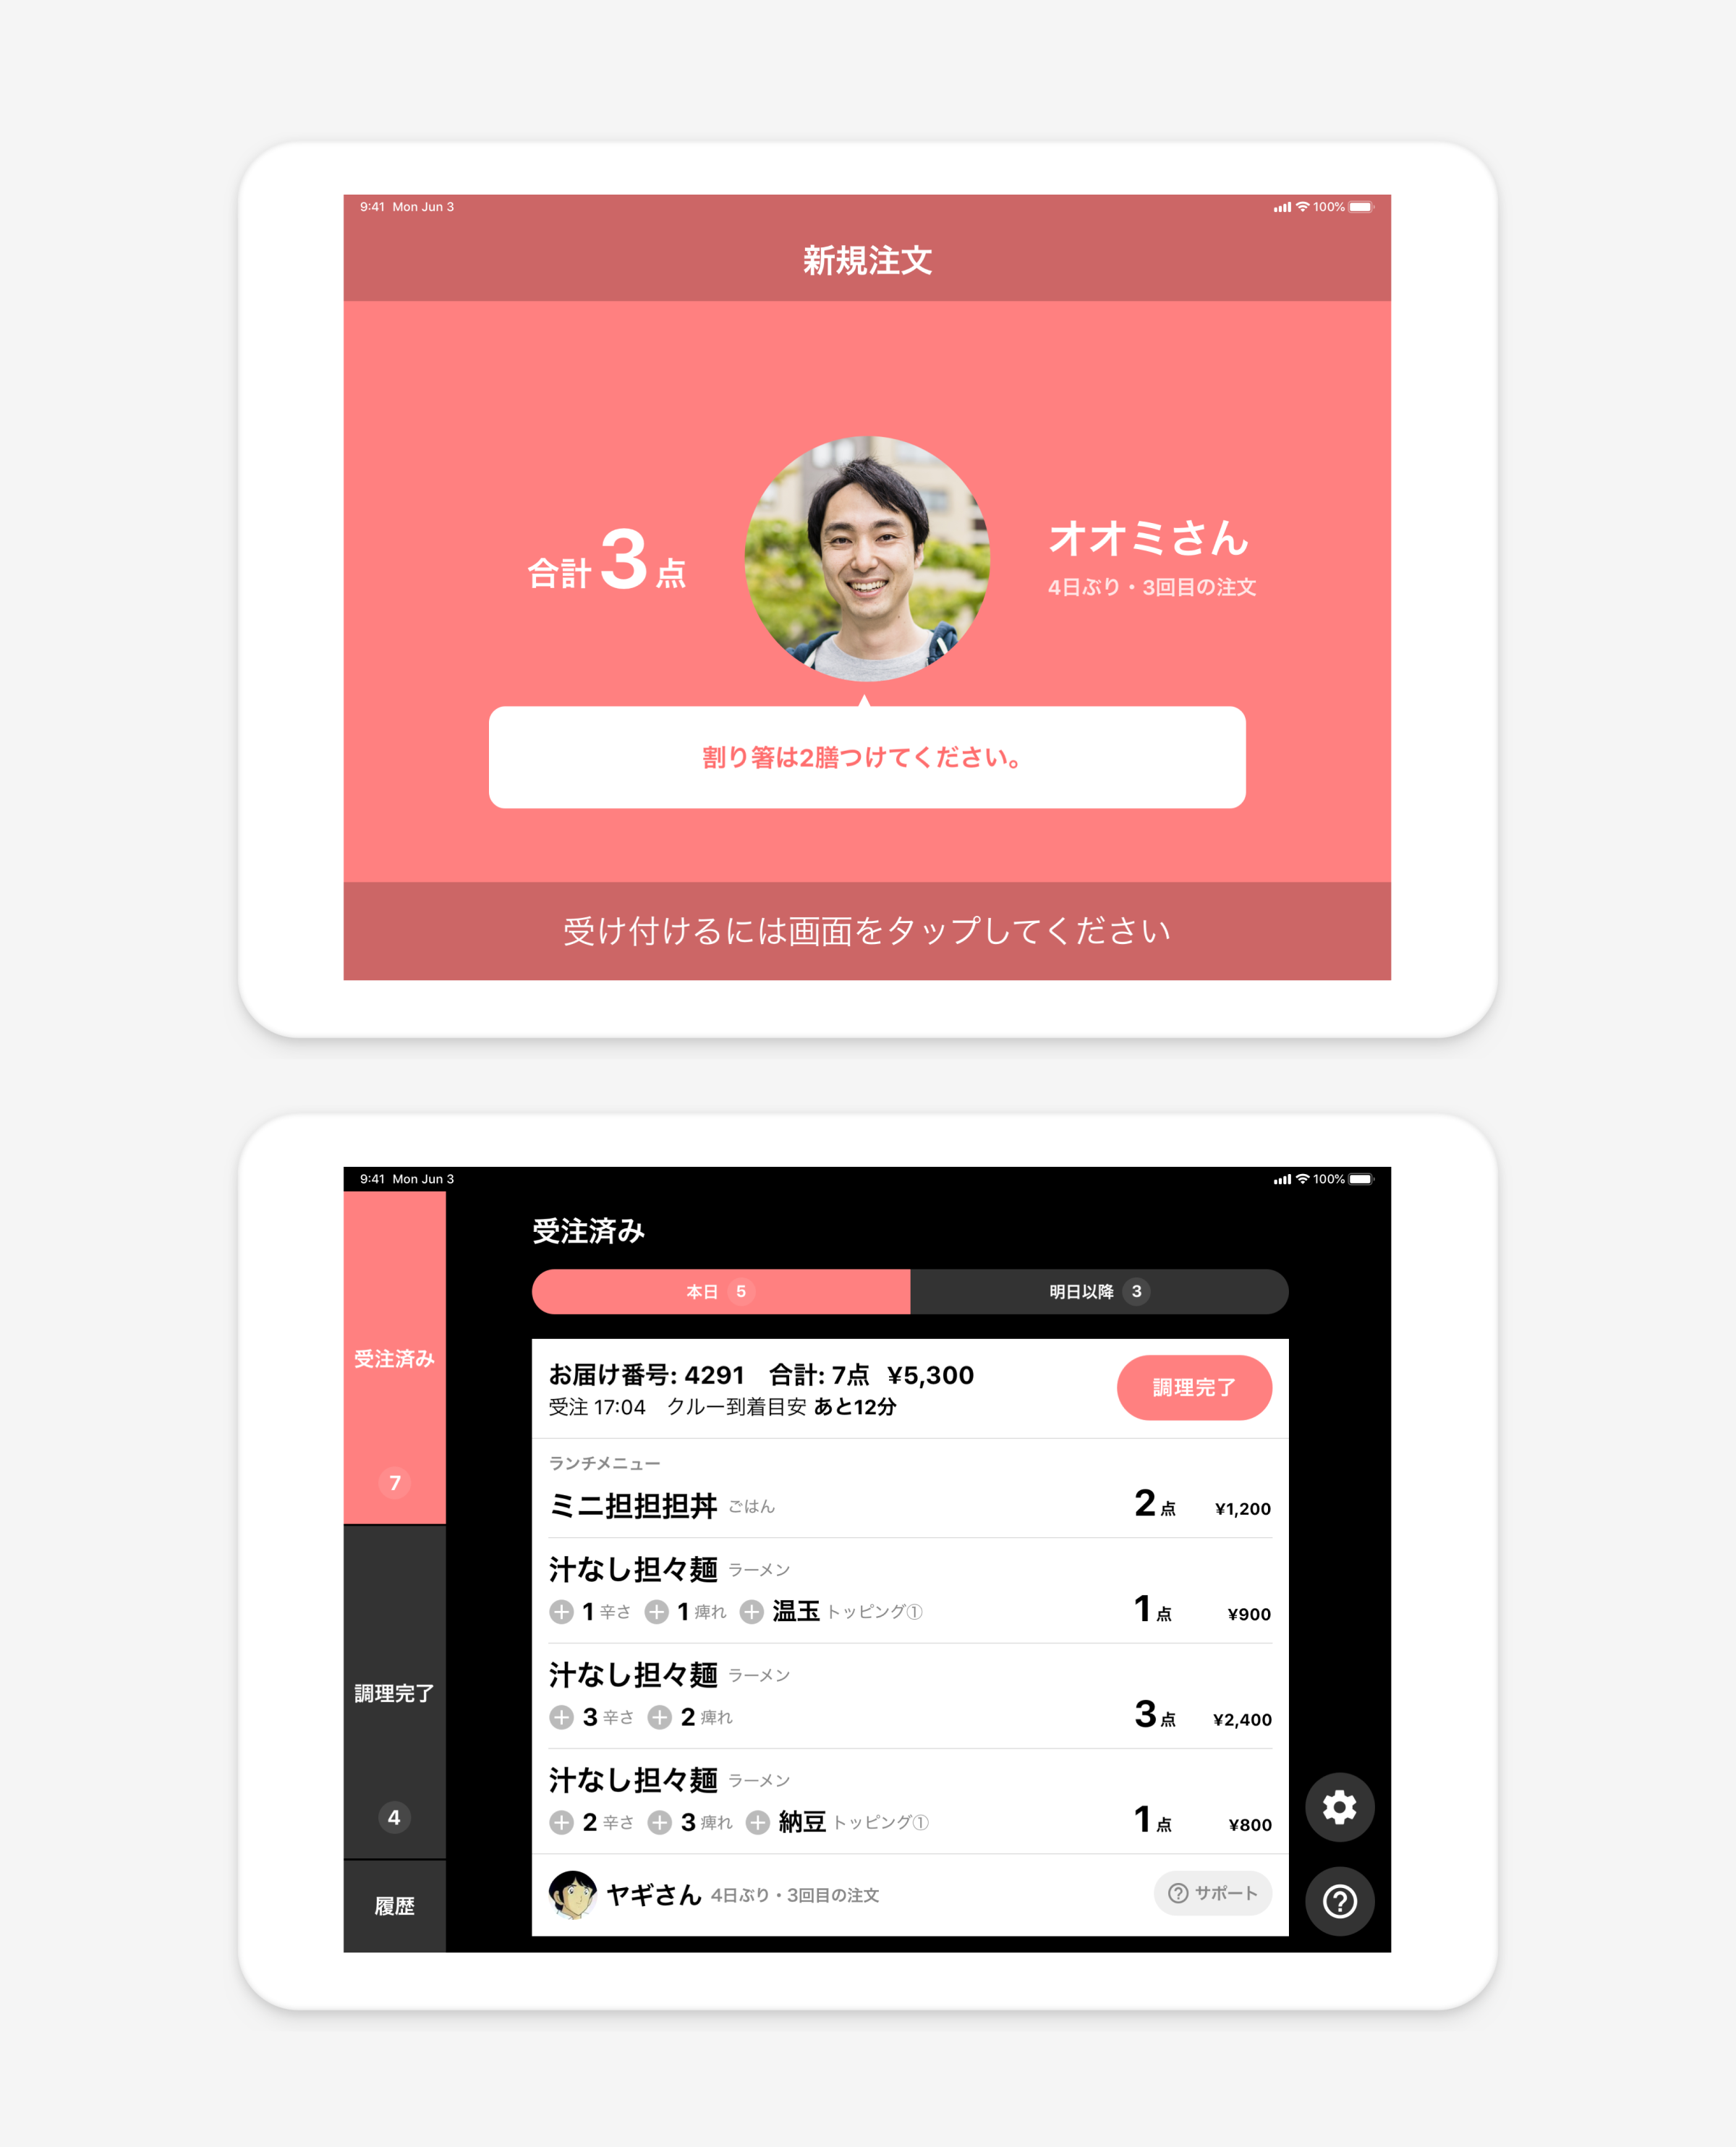 9:41 Mon Jun 3
100%
新規注文
合計 3 点
オオミさん
4日ぶり・3回目の注文
割り箸は2膳つけてください。
受け付けるには画面をタップしてください
9:41 Mon Jun 3
100%
受注済み
7
調理完了
4
履歴
受注済み
本日 5
明日以降 3
お届け番号: 4291 合計: 7点 ¥5,300
受注 17:04 クルー到着目安 あと12分
調理完了
ランチメニュー
ミニ担担担丼 ごはん 2点 ¥1,200
汁なし担々麺 ラーメン
1 辛さ 1 痺れ 温玉 トッピング① 1点 ¥900
汁なし担々麺 ラーメン
3 辛さ 2 痺れ 3点 ¥2,400
汁なし担々麺 ラーメン
2 辛さ 3 痺れ 納豆 トッピング① 1点 ¥800
ヤギさん 4日ぶり・3回目の注文
サポート